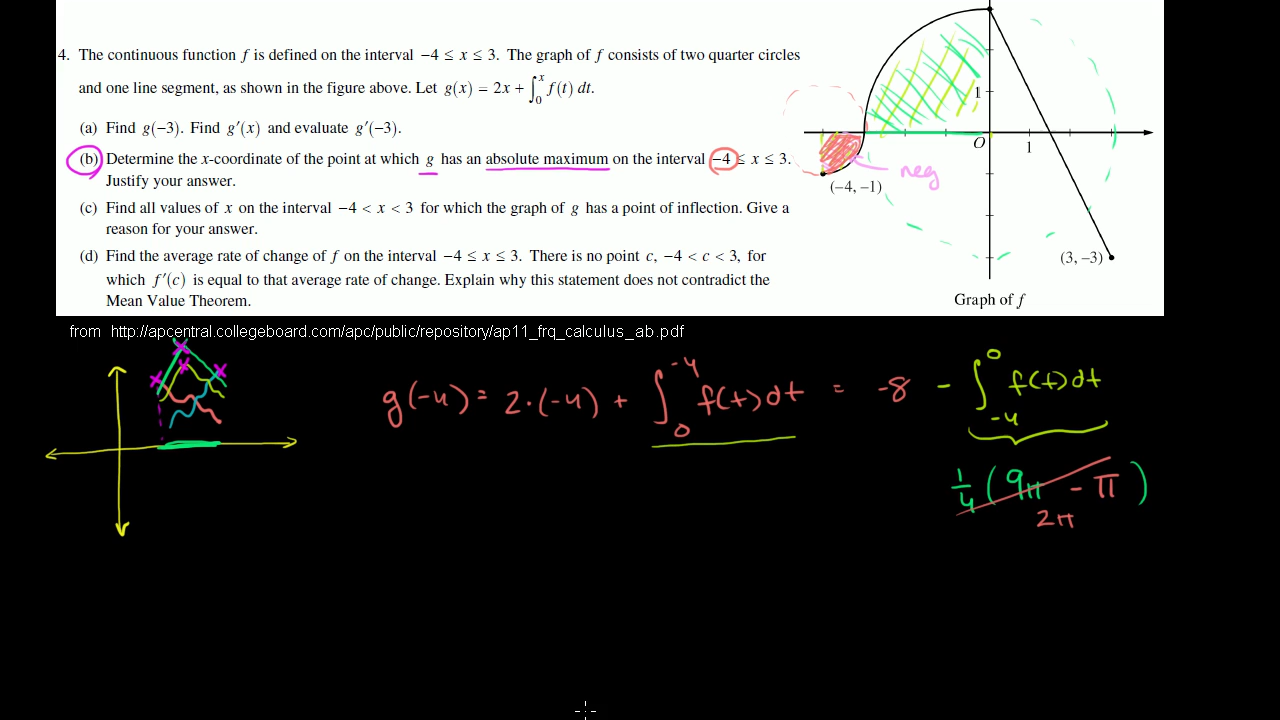 4. The continuous function f is defined on the interval −4 ≤ x ≤ 3. The graph of f consists of two quarter circles
and one line segment, as shown in the figure above. Let g(x) = 2x + ∫₀ˣ f(t) dt.
(a) Find g(−3). Find g′(x) and evaluate g′(−3).
(b) Determine the x-coordinate of the point at which g has an absolute maximum on the interval −4 ≤ x ≤ 3.
Justify your answer.
(c) Find all values of x on the interval −4 < x < 3 for which the graph of g has a point of inflection. Give a
reason for your answer.
(d) Find the average rate of change of f on the interval −4 ≤ x ≤ 3. There is no point c, −4 < c < 3, for
which f′(c) is equal to that average rate of change. Explain why this statement does not contradict the
Mean Value Theorem.
1
O
1
neg
(−4, −1)
(3, −3)
Graph of f
from http://apcentral.collegeboard.com/apc/public/repository/ap11_frq_calculus_ab.pdf
g(-4) = 2·(-4) + ∫₀⁻⁴ f(t)dt = -8 - ∫₋₄⁰ f(t)dt
1/4 (9π - π)
2π